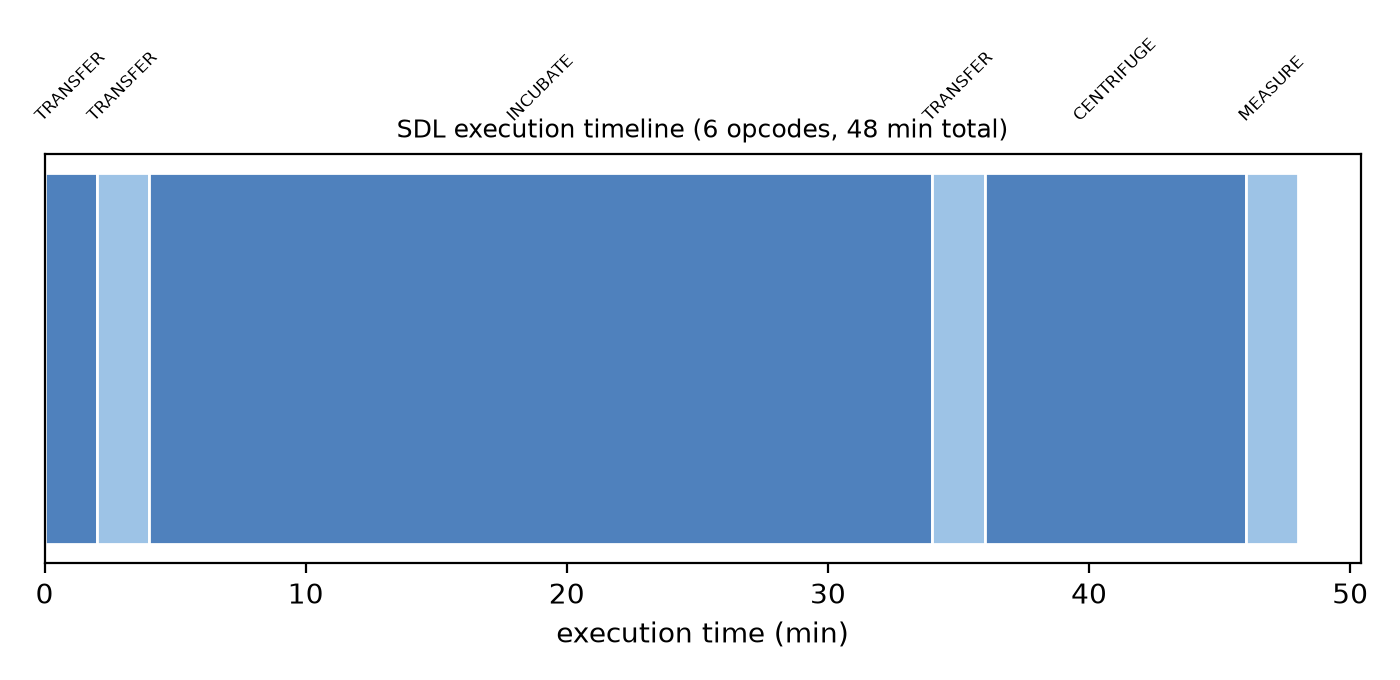 TRANSFER
TRANSFER
INCUBATE
TRANSFER
CENTRIFUGE
MEASURE
SDL execution timeline (6 opcodes, 48 min total)
0 10 20 30 40 50
execution time (min)